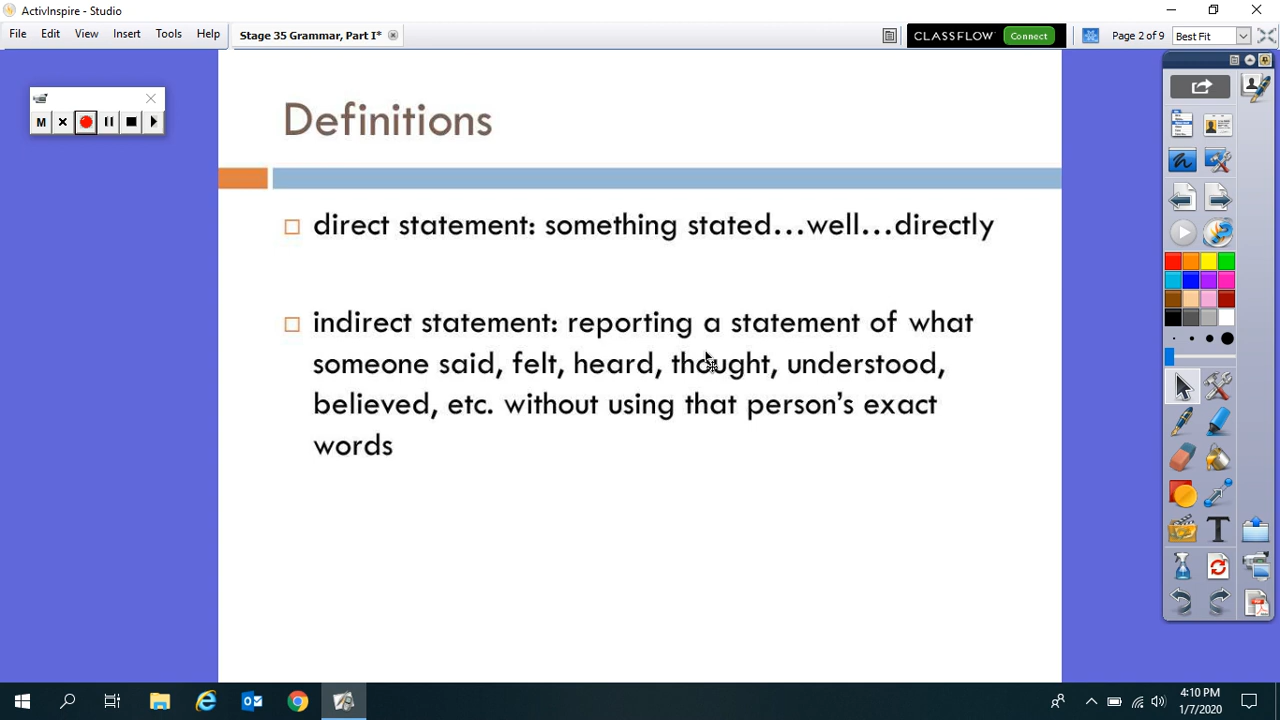 ActivInspire - Studio
File Edit View Insert Tools Help
Stage 35 Grammar, Part I*
CLASSFLOW Connect
Page 2 of 9
Best Fit
M
Definitions
direct statement: something stated...well...directly
indirect statement: reporting a statement of what
someone said, felt, heard, thought, understood,
believed, etc. without using that person's exact
words
T
4:10 PM
1/7/2020